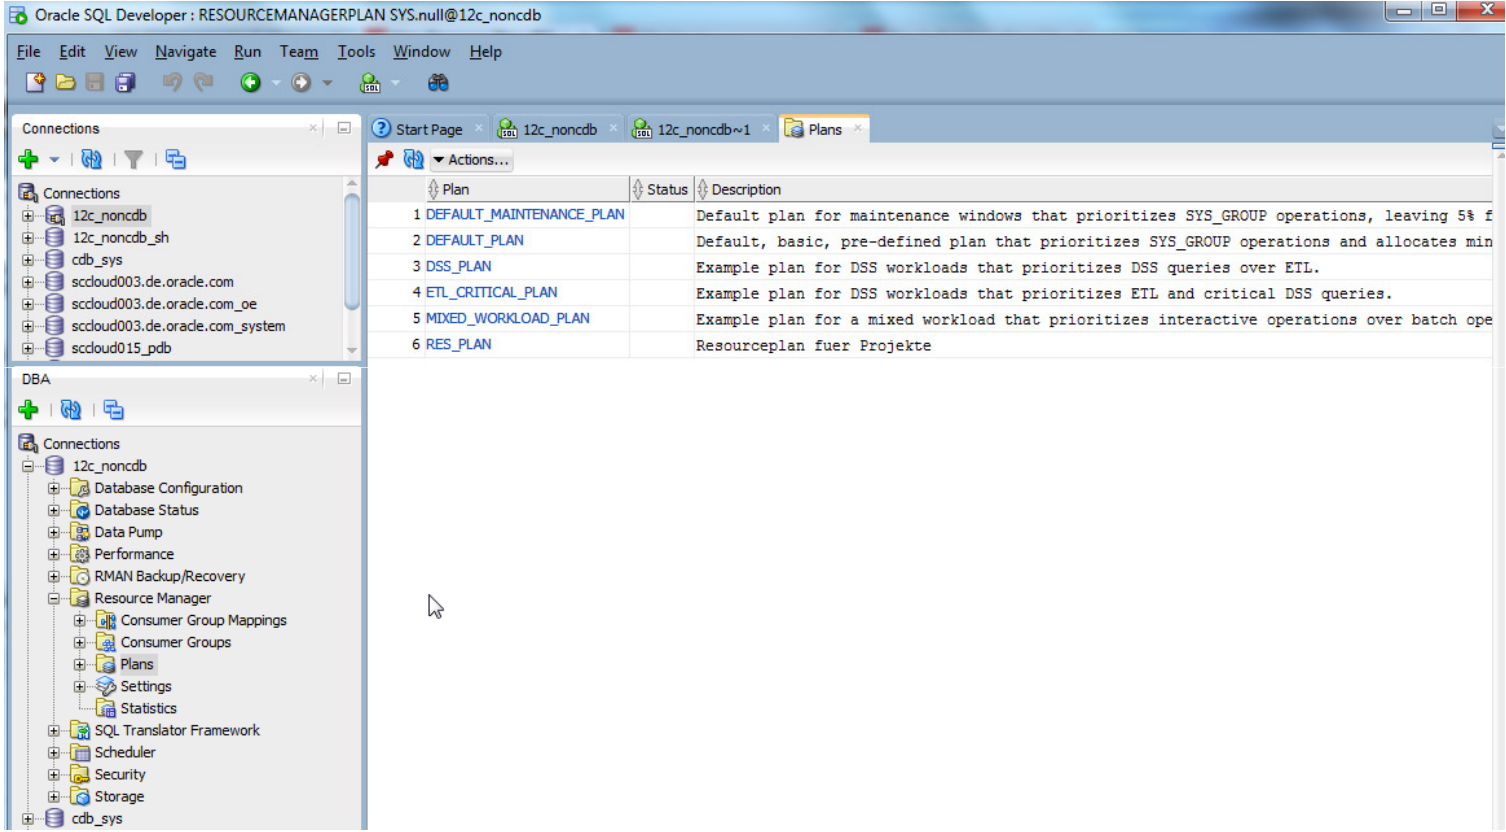 Oracle SQL Developer : RESOURCEMANAGERPLAN SYS.null@12c_noncdb
File Edit View Navigate Run Team Tools Window Help
Connections
Start Page 12c_noncdb 12c_noncdb~1 Plans
Actions...
Connections
12c_noncdb
12c_noncdb_sh
cdb_sys
sccloud003.de.oracle.com
sccloud003.de.oracle.com_oe
sccloud003.de.oracle.com_system
sccloud015_pdb
Plan Status Description
1 DEFAULT_MAINTENANCE_PLAN Default plan for maintenance windows that prioritizes SYS_GROUP operations, leaving 5% f
2 DEFAULT_PLAN Default, basic, pre-defined plan that prioritizes SYS_GROUP operations and allocates min
3 DSS_PLAN Example plan for DSS workloads that prioritizes DSS queries over ETL.
4 ETL_CRITICAL_PLAN Example plan for DSS workloads that prioritizes ETL and critical DSS queries.
5 MIXED_WORKLOAD_PLAN Example plan for a mixed workload that prioritizes interactive operations over batch ope
6 RES_PLAN Resourceplan fuer Projekte
DBA
Connections
12c_noncdb
Database Configuration
Database Status
Data Pump
Performance
RMAN Backup/Recovery
Resource Manager
Consumer Group Mappings
Consumer Groups
Plans
Settings
Statistics
SQL Translator Framework
Scheduler
Security
Storage
cdb_sys